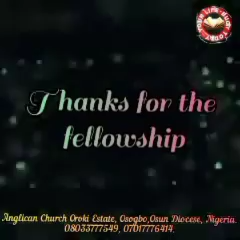 Thanks for the
fellowship
Anglican Church Oroki Estate, Osogbo,Osun Diocese, Nigeria.
08033777549, 07017776414.